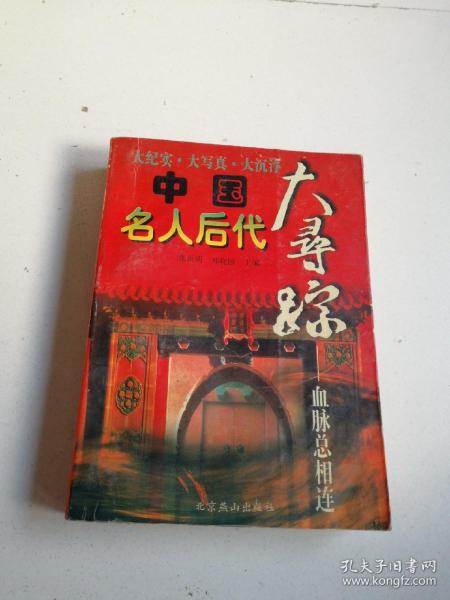 大纪实·大写真·大沉浮
中国
名人后代
大寻踪
——血脉总相连
主编
北京燕山出版社
孔夫子旧书网
www.kongfz.com